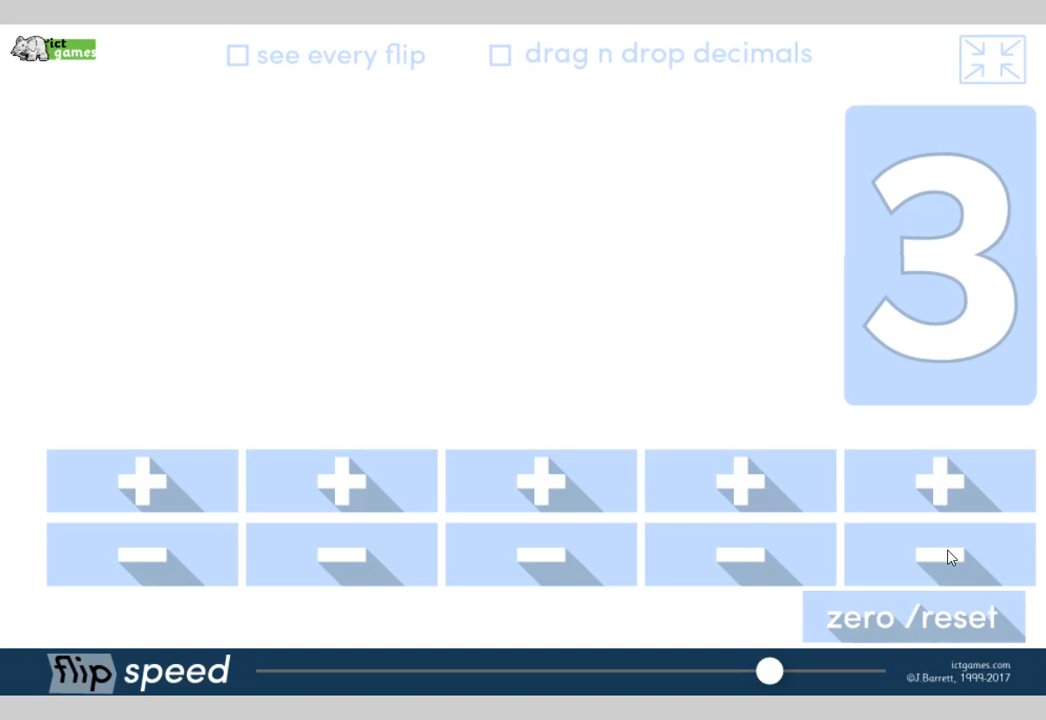 ict
games
see every flip
drag n drop decimals
3
+ + + + +
- - - - -
zero /reset
flip speed
ictgames.com
©J.Barrett, 1999-2017